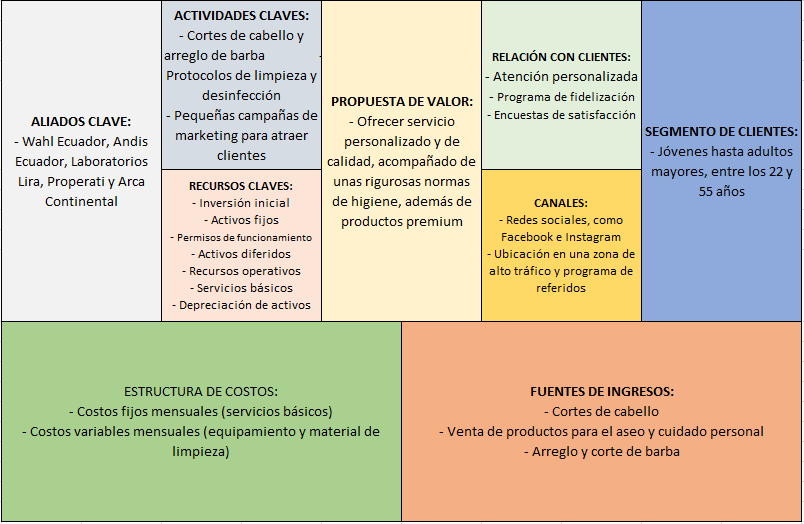 ALIADOS CLAVE:
- Wahl Ecuador, Andis
Ecuador, Laboratorios
Lira, Properati y Arca
Continental
ACTIVIDADES CLAVES:
- Cortes de cabello y
arreglo de barba -
Protocolos de limpieza y
desinfección
- Pequeñas campañas de
marketing para atraer
clientes
RECURSOS CLAVES:
- Inversión inicial
- Activos fijos
- Permisos de funcionamiento
- Activos diferidos
- Recursos operativos
- Servicios básicos
- Depreciación de activos
PROPUESTA DE VALOR:
- Ofrecer servicio
personalizado y de
calidad, acompañado de
unas rigurosas normas
de higiene, además de
productos premium
RELACIÓN CON CLIENTES:
- Atención personalizada
- Programa de fidelización
- Encuestas de satisfacción
CANALES:
- Redes sociales, como
Facebook e Instagram
- Ubicación en una zona de
alto tráfico y programa de
referidos
SEGMENTO DE CLIENTES:
- Jóvenes hasta adultos
mayores, entre los 22 y
55 años
ESTRUCTURA DE COSTOS:
- Costos fijos mensuales (servicios básicos)
- Costos variables mensuales (equipamiento y material de
limpieza)
FUENTES DE INGRESOS:
- Cortes de cabello
- Venta de productos para el aseo y cuidado personal
- Arreglo y corte de barba